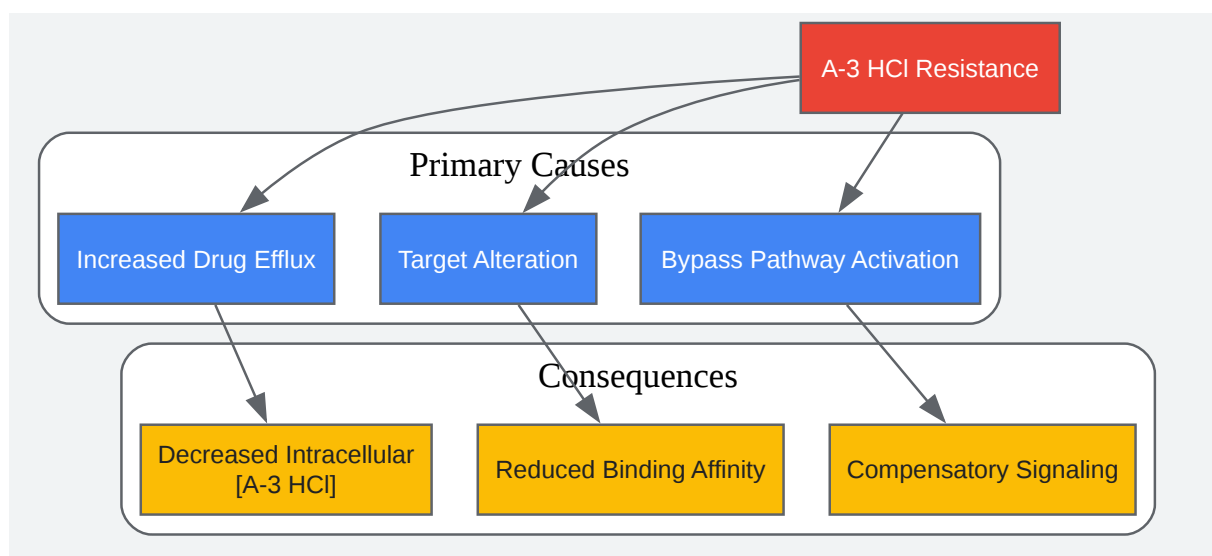 A-3 HCl Resistance
Primary Causes
Increased Drug Efflux
Target Alteration
Bypass Pathway Activation
Consequences
Decreased Intracellular
[A-3 HCl]
Reduced Binding Affinity
Compensatory Signaling